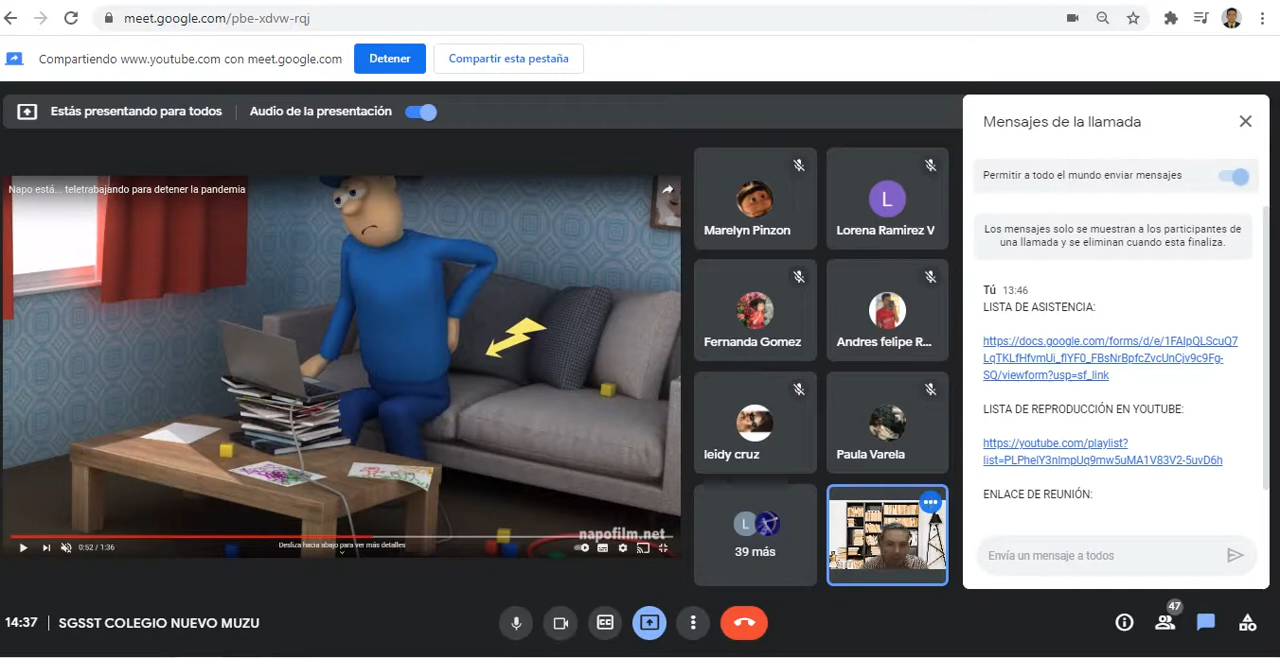 meet.google.com/pbe-xdvw-rqj
Compartiendo www.youtube.com con meet.google.com
Detener
Compartir esta pestaña
Estás presentando para todos
Audio de la presentación
Napo está... teletrabajando para detener la pandemia
napofilm.net
0:52 / 1:36
Desliza hacia abajo para ver más detalles
Marelyn Pinzon
Lorena Ramirez V
L
Fernanda Gomez
Andres felipe R...
leidy cruz
Paula Varela
L
39 más
Mensajes de la llamada
Permitir a todo el mundo enviar mensajes
Los mensajes solo se muestran a los participantes de
una llamada y se eliminan cuando esta finaliza.
Tú 13:46
LISTA DE ASISTENCIA:
https://docs.google.com/forms/d/e/1FAIpQLScuQ7
LqTKLfHfvmUi_flYF0_FBsNrBpfcZvcUnCjv9c9Fg-
SQ/viewform?usp=sf_link
LISTA DE REPRODUCCIÓN EN YOUTUBE:
https://youtube.com/playlist?
list=PLPhelY3nlmpUq9mw5uMA1V83V2-5uvD6h
ENLACE DE REUNIÓN:
Envía un mensaje a todos
14:37
SGSST COLEGIO NUEVO MUZU
47